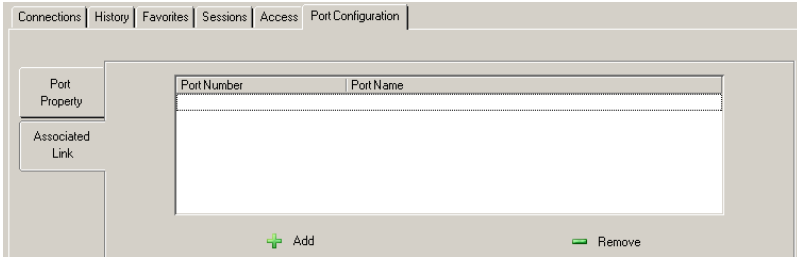 Connections History Favorites Sessions Access Port Configuration
Port Property
Port Number Port Name
Associated Link
Add Remove